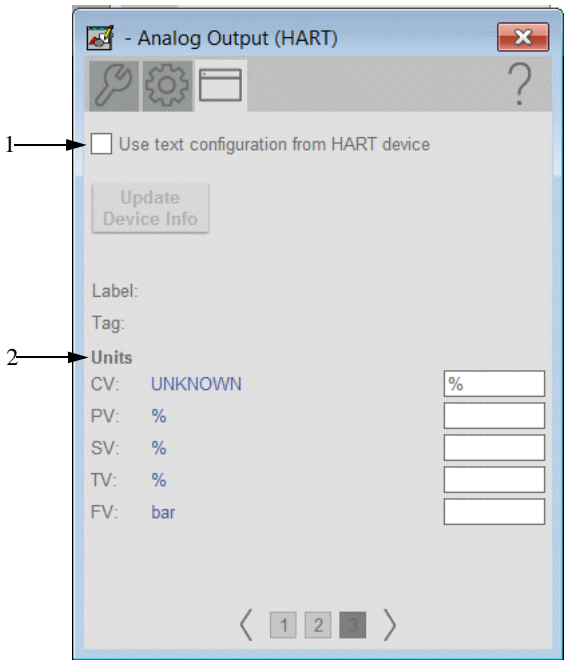 - Analog Output (HART)
?
1
Use text configuration from HART device
Update
Device Info
Label:
Tag:
2
Units
CV: UNKNOWN %
PV: %
SV: %
TV: %
FV: bar
1 2 3